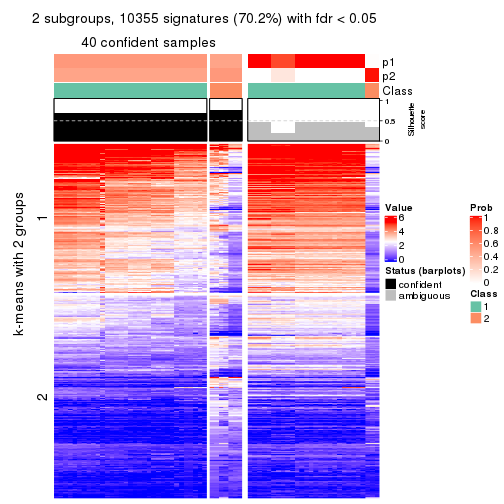 2 subgroups, 10355 signatures (70.2%) with fdr < 0.05
40 confident samples
p1
p2
Class
1
0.5
0
Silhouette
score
k-means with 2 groups
1
2
Value
6
4
2
0
Status (barplots)
confident
ambiguous
Prob
1
0.8
0.6
0.4
0.2
0
Class
1
2